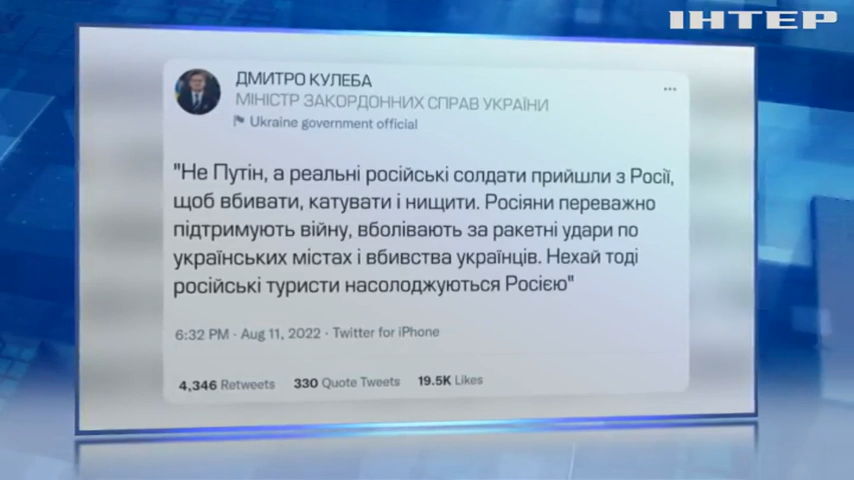 ІНТЕР
ДМИТРО КУЛЕБА
МІНІСТР ЗАКОРДОННИХ СПРАВ УКРАЇНИ
Ukraine government official
"Не Путін, а реальні російські солдати прийшли з Росії,
щоб вбивати, катувати і нищити. Росіяни переважно
підтримують війну, вболівають за ракетні удари по
українських містах і вбивства українців. Нехай тоді
російські туристи насолоджуються Росією"
6:32 PM · Aug 11, 2022 · Twitter for iPhone
4,346 Retweets 330 Quote Tweets 19.5K Likes